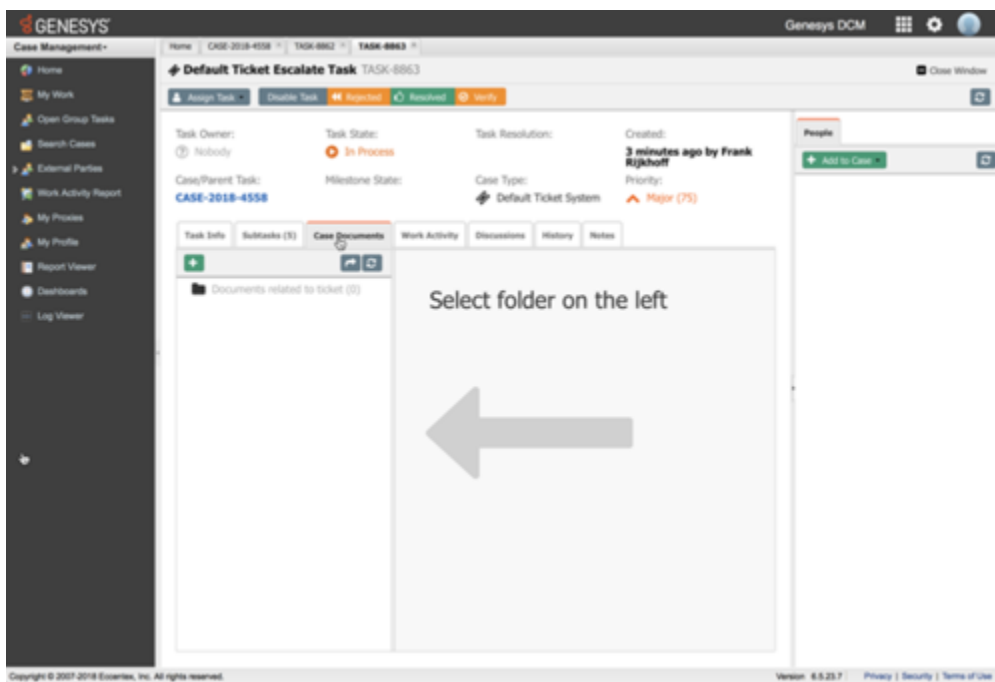 GENESYS
Genesys DCM
Case Management
Home
CASE-2018-4558
TASK-8862
TASK-8863
Home
My Work
Open Group Tasks
Search Cases
External Parties
Work Activity Report
My Proxies
My Profile
Report Viewer
Dashboards
Log Viewer
Default Ticket Escalate Task TASK-8863
Close Window
Assign Task
Disable Task
Rejected
Resolved
Verify
Task Owner:
Nobody
Task State:
In Process
Task Resolution:
Created:
3 minutes ago by Frank
Rijkhoff
Case/Parent Task:
CASE-2018-4558
Milestone State:
Case Type:
Default Ticket System
Priority:
Major (75)
Task Info
Subtasks (5)
Case Documents
Work Activity
Discussions
History
Notes
Documents related to ticket (0)
Select folder on the left
People
Add to Case
Copyright © 2007-2018 Eccentex, Inc. All rights reserved.
Version 6.5.23.7
Privacy | Security | Terms of Use